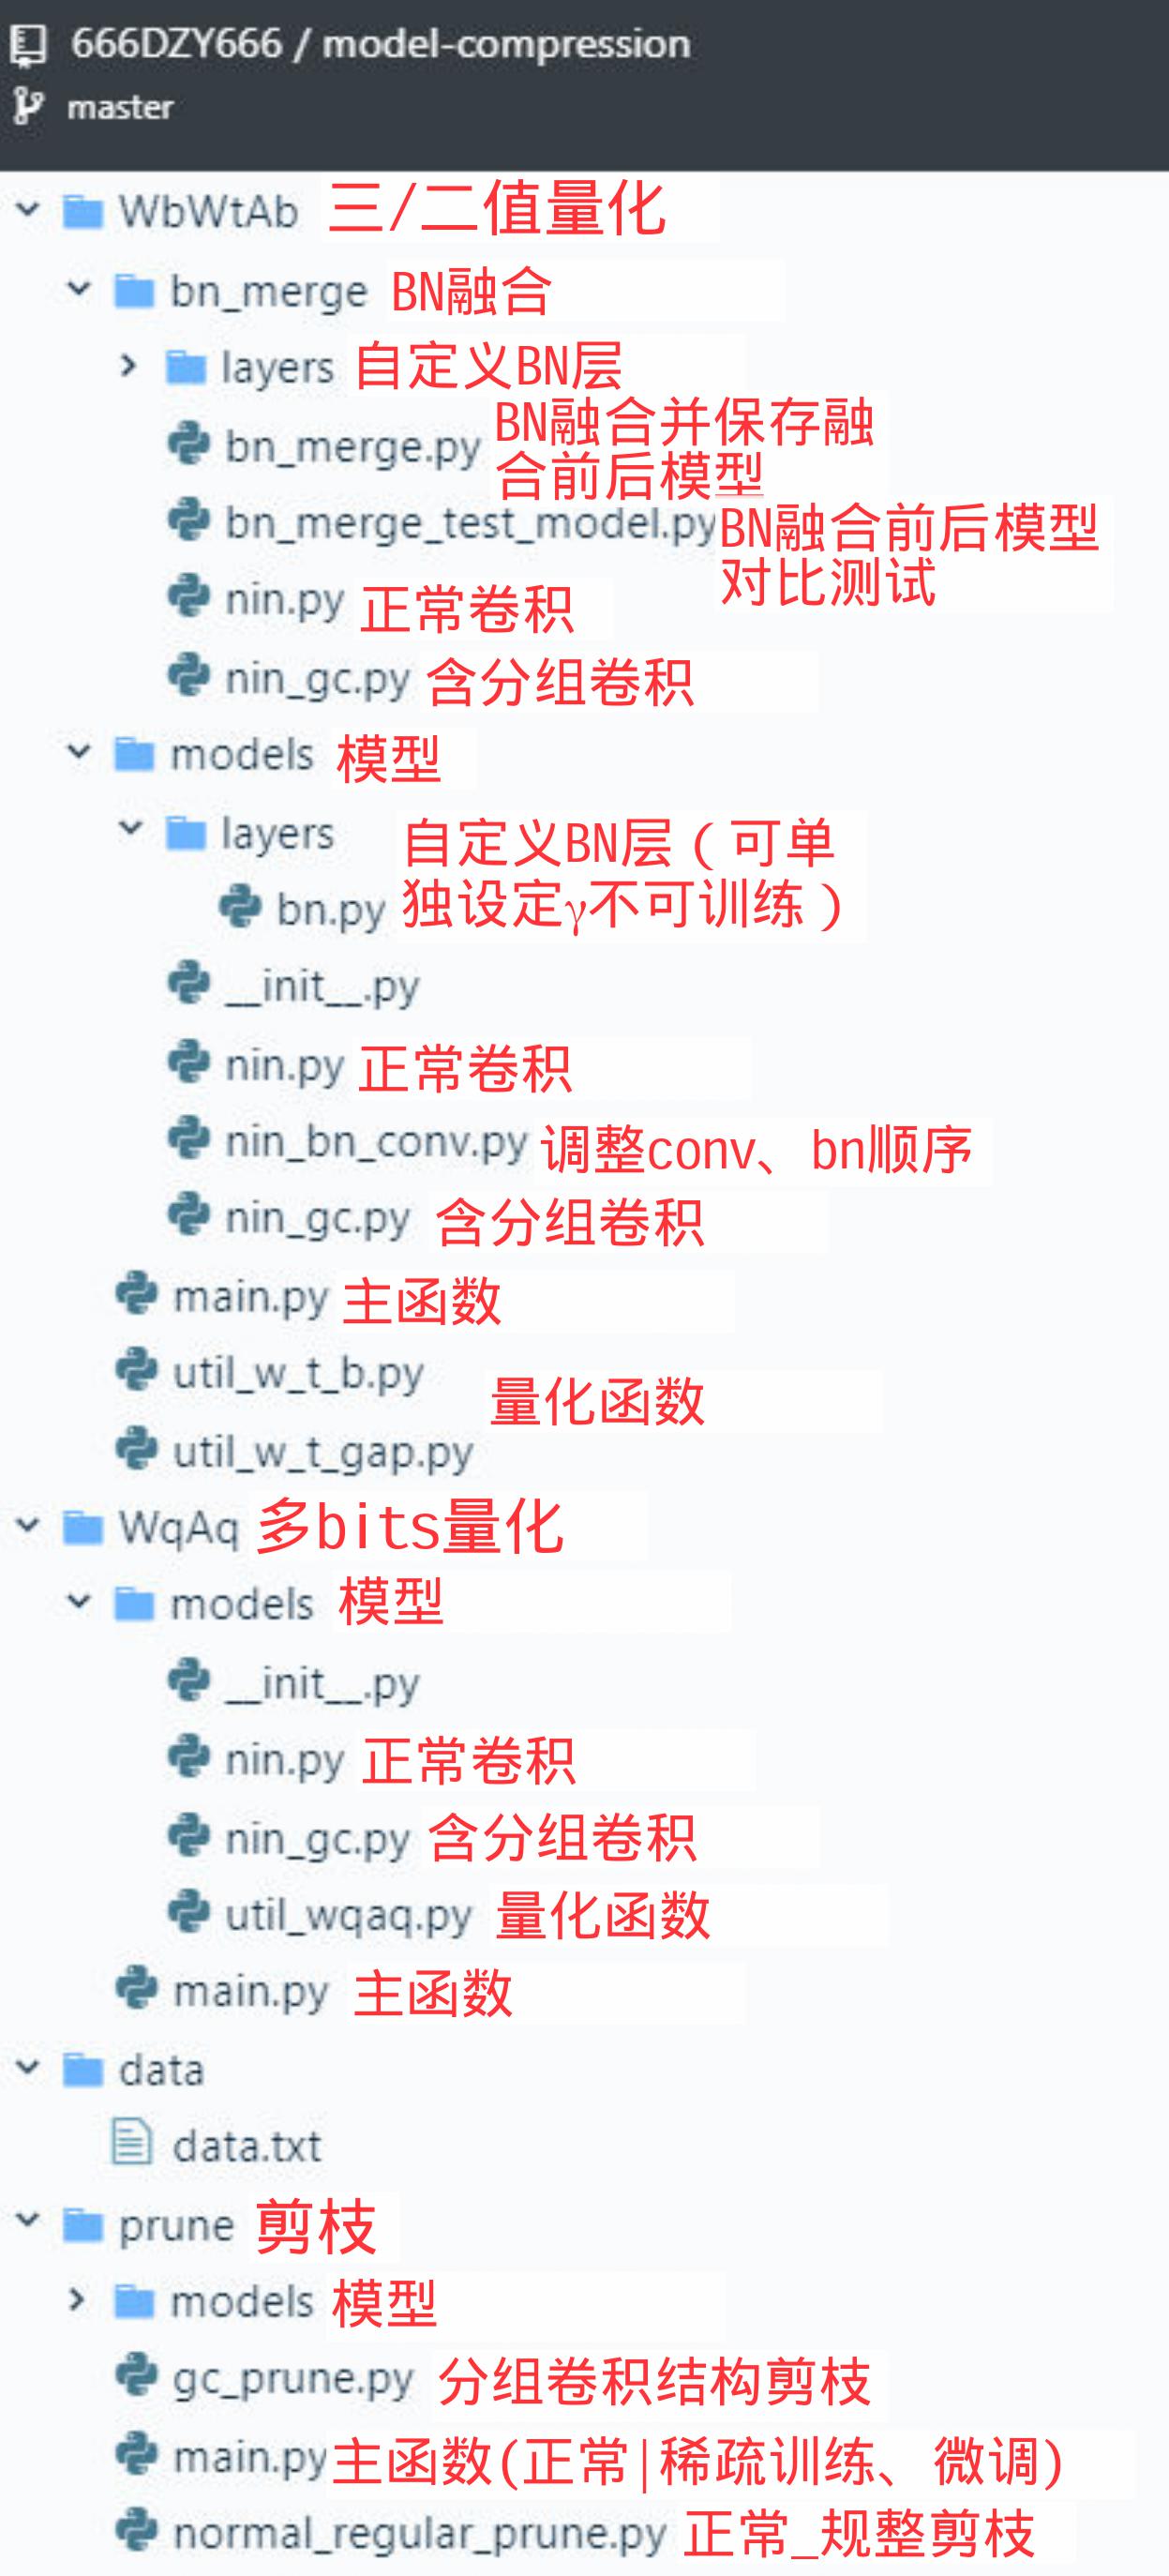 666DZY666 / model-compression
master
WbWtAb 三/二值量化
bn_merge BN融合
layers 自定义BN层
bn_merge.py BN融合并保存融
合前后模型
bn_merge_test_model.py BN融合前后模型
对比测试
nin.py 正常卷积
nin_gc.py 含分组卷积
models 模型
layers 自定义BN层（可单
bn.py 独设定γ不可训练）
__init__.py
nin.py 正常卷积
nin_bn_conv.py 调整conv、bn顺序
nin_gc.py 含分组卷积
main.py 主函数
util_w_t_b.py
量化函数
util_w_t_gap.py
WqAq 多bits量化
models 模型
__init__.py
nin.py 正常卷积
nin_gc.py 含分组卷积
util_wqaq.py 量化函数
main.py 主函数
data
data.txt
prune 剪枝
models 模型
gc_prune.py 分组卷积结构剪枝
main.py 主函数(正常|稀疏训练、微调)
normal_regular_prune.py 正常_规整剪枝